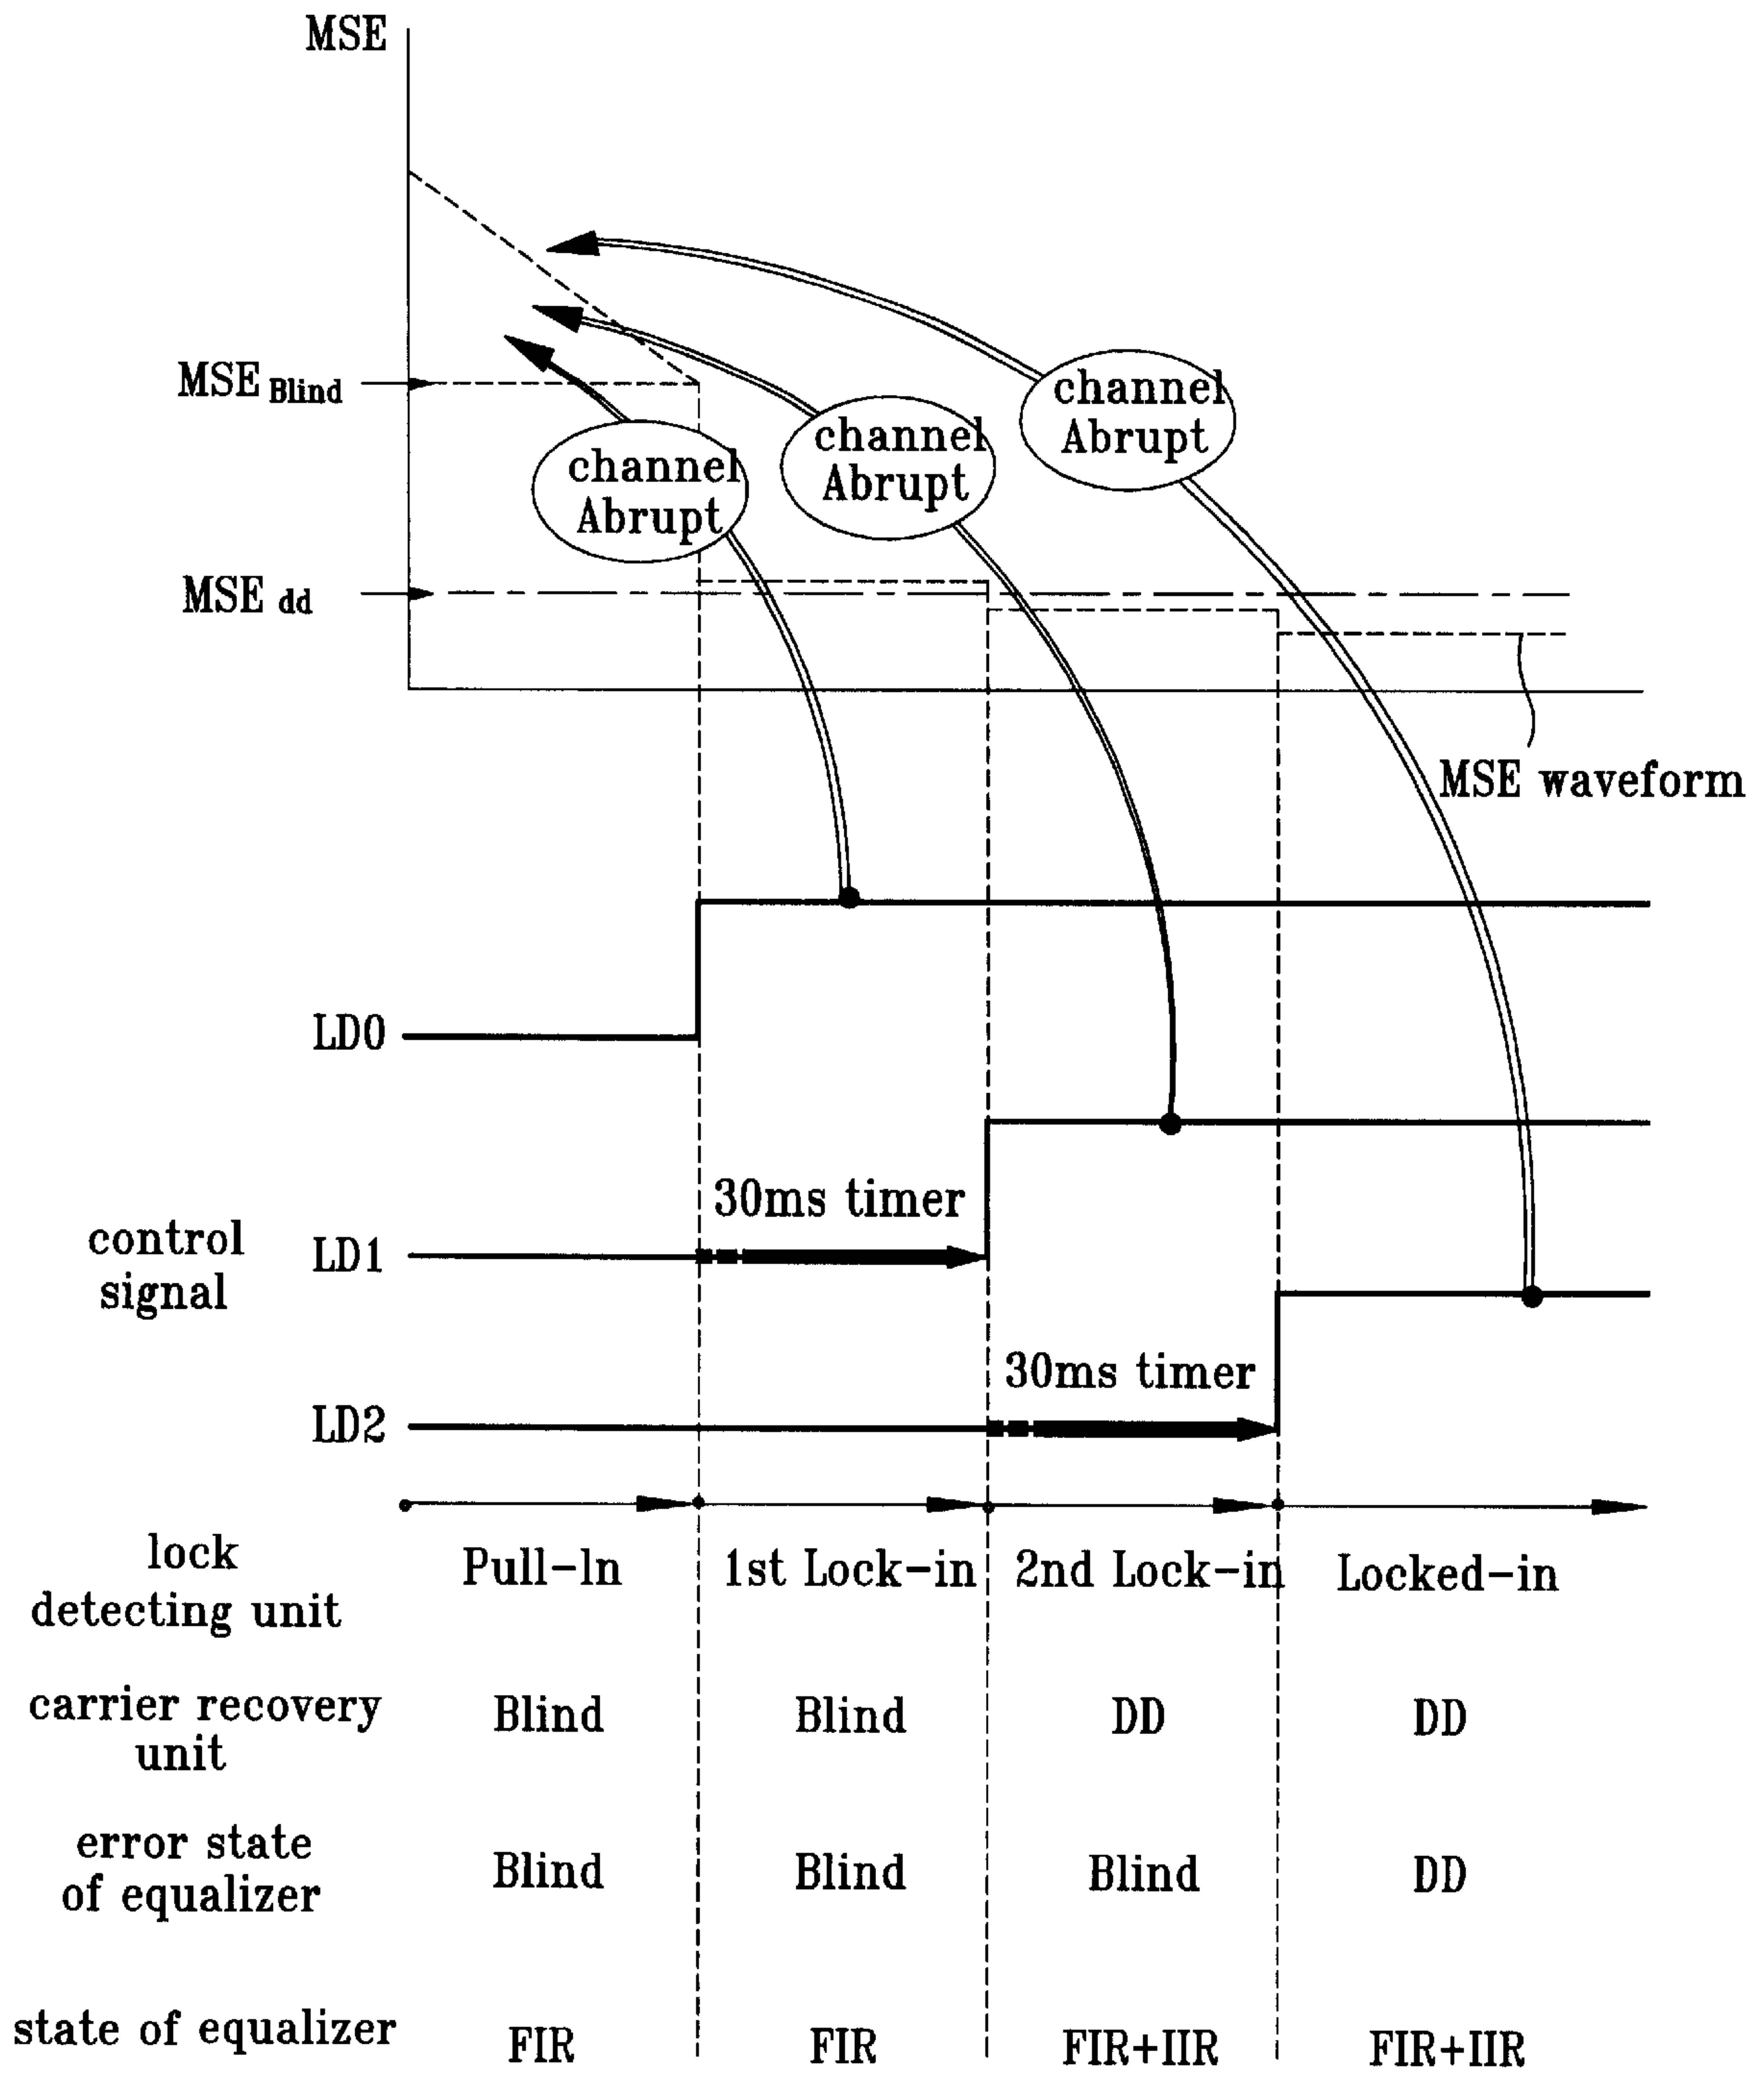 MSE
MSE Blind
channel
Abrupt
channel
Abrupt
channel
Abrupt
MSE dd
MSE waveform
LD0
30ms timer
control
signal
LD1
30ms timer
LD2
lock
detecting unit
Pull-In
1st Lock-in
2nd Lock-in
Locked-in
carrier recovery
unit
Blind
Blind
DD
DD
error state
of equalizer
Blind
Blind
Blind
DD
state of equalizer
FIR
FIR
FIR+IIR
FIR+IIR